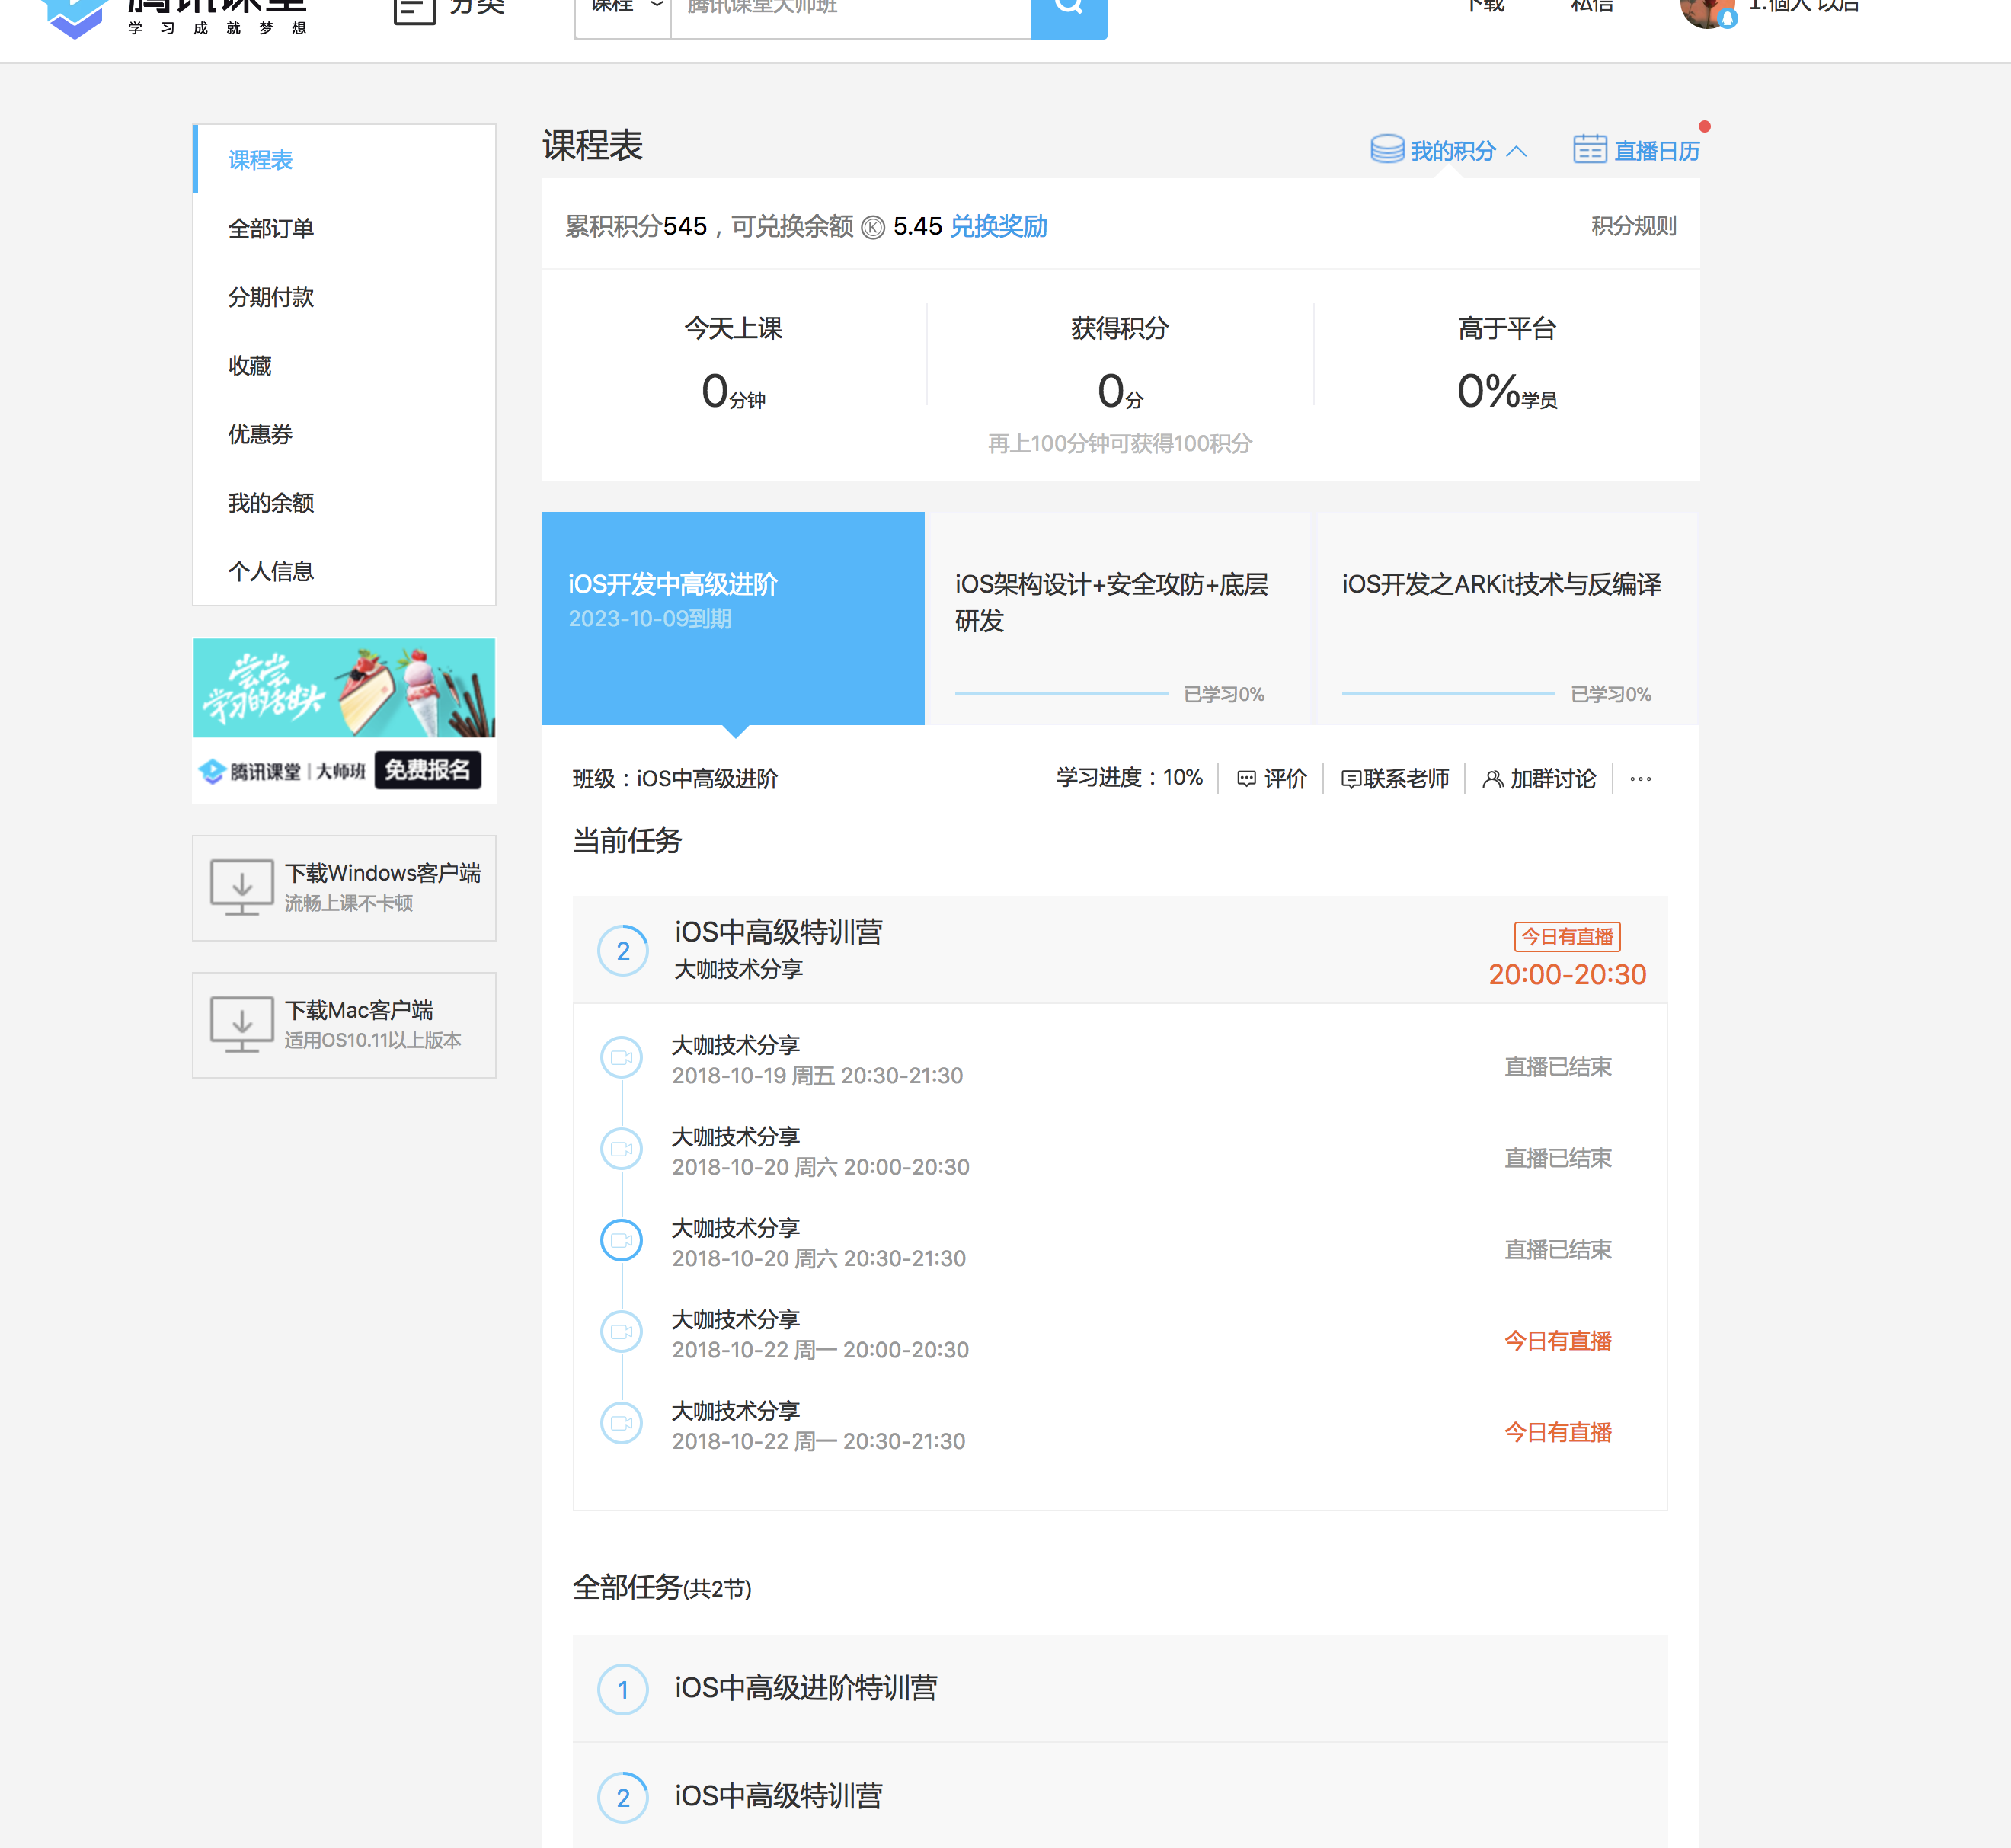 腾讯课堂
学 习 成 就 梦 想
分类
课程
腾讯课堂大师班
下载
私信
1.個人 以后
课程表
全部订单
分期付款
收藏
优惠券
我的余额
个人信息
尝尝
学习的甜头
腾讯课堂 | 大师班 免费报名
下载Windows客户端
流畅上课不卡顿
下载Mac客户端
适用OS10.11以上版本
课程表
我的积分
直播日历
累积积分545，可兑换余额 K 5.45 兑换奖励
积分规则
今天上课
0分钟
获得积分
0分
高于平台
0%学员
再上100分钟可获得100积分
iOS开发中高级进阶
2023-10-09到期
iOS架构设计+安全攻防+底层
研发
已学习0%
iOS开发之ARKit技术与反编译
已学习0%
班级：iOS中高级进阶
学习进度：10%
评价
联系老师
加群讨论
当前任务
2
iOS中高级特训营
大咖技术分享
今日有直播
20:00-20:30
大咖技术分享
2018-10-19 周五 20:30-21:30
直播已结束
大咖技术分享
2018-10-20 周六 20:00-20:30
直播已结束
大咖技术分享
2018-10-20 周六 20:30-21:30
直播已结束
大咖技术分享
2018-10-22 周一 20:00-20:30
今日有直播
大咖技术分享
2018-10-22 周一 20:30-21:30
今日有直播
全部任务(共2节)
1
iOS中高级进阶特训营
2
iOS中高级特训营